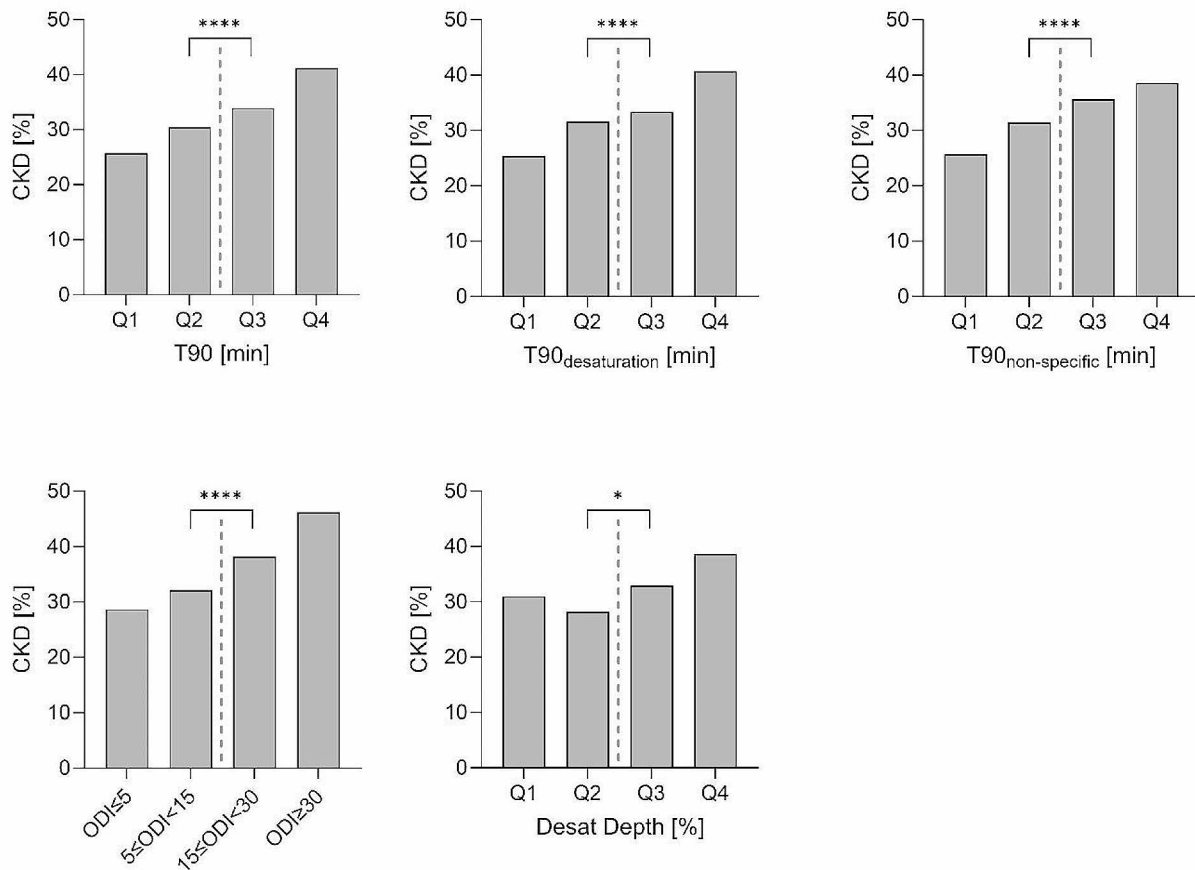 50
40
30
20
10
0
CKD [%]
****
Q1 Q2 Q3 Q4
T90 [min]
50
40
30
20
10
0
CKD [%]
****
Q1 Q2 Q3 Q4
T90desaturation [min]
50
40
30
20
10
0
CKD [%]
****
Q1 Q2 Q3 Q4
T90non-specific [min]
50
40
30
20
10
0
CKD [%]
****
ODI≤5
5≤ODI<15
15≤ODI<30
ODI≥30
50
40
30
20
10
0
CKD [%]
*
Q1 Q2 Q3 Q4
Desat Depth [%]